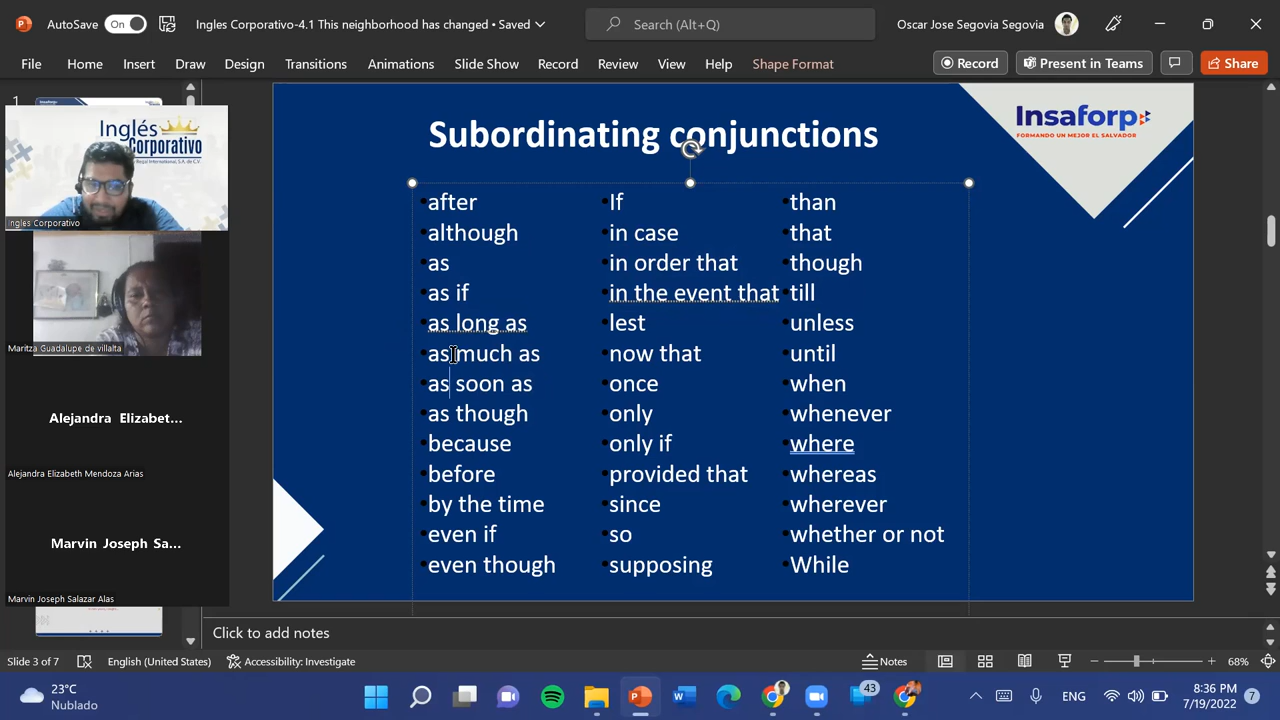 AutoSave On
Ingles Corporativo-4.1 This neighborhood has changed • Saved
Search (Alt+Q)
Oscar Jose Segovia Segovia
File Home Insert Draw Design Transitions Animations Slide Show Record Review View Help Shape Format
Record
Present in Teams
Share
1
Inglés
Corporativo
Ingles Corporativo
Maritza Guadalupe de villalta
Alejandra Elizabet...
Alejandra Elizabeth Mendoza Arias
Marvin Joseph Sa...
Marvin Joseph Salazar Alas
Subordinating conjunctions
Insaforp
FORMANDO UN MEJOR EL SALVADOR
•after
•although
•as
•as if
•as long as
•as much as
•as soon as
•as though
•because
•before
•by the time
•even if
•even though
•If
•in case
•in order that
•in the event that
•lest
•now that
•once
•only
•only if
•provided that
•since
•so
•supposing
•than
•that
•though
•till
•unless
•until
•when
•whenever
•where
•whereas
•wherever
•whether or not
•While
Click to add notes
Slide 3 of 7
English (United States)
Accessibility: Investigate
Notes
68%
23°C
Nublado
43
ENG
8:36 PM
7/19/2022
7